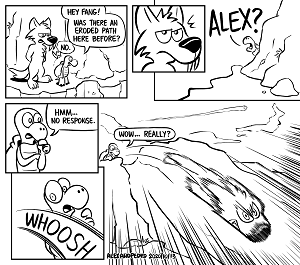 HEY FANG!
WAS THERE AN
ERODED PATH
HERE BEFORE?
NO.
ALEX?
HMM...
NO RESPONSE.
WHOOSH
WOW... REALLY?